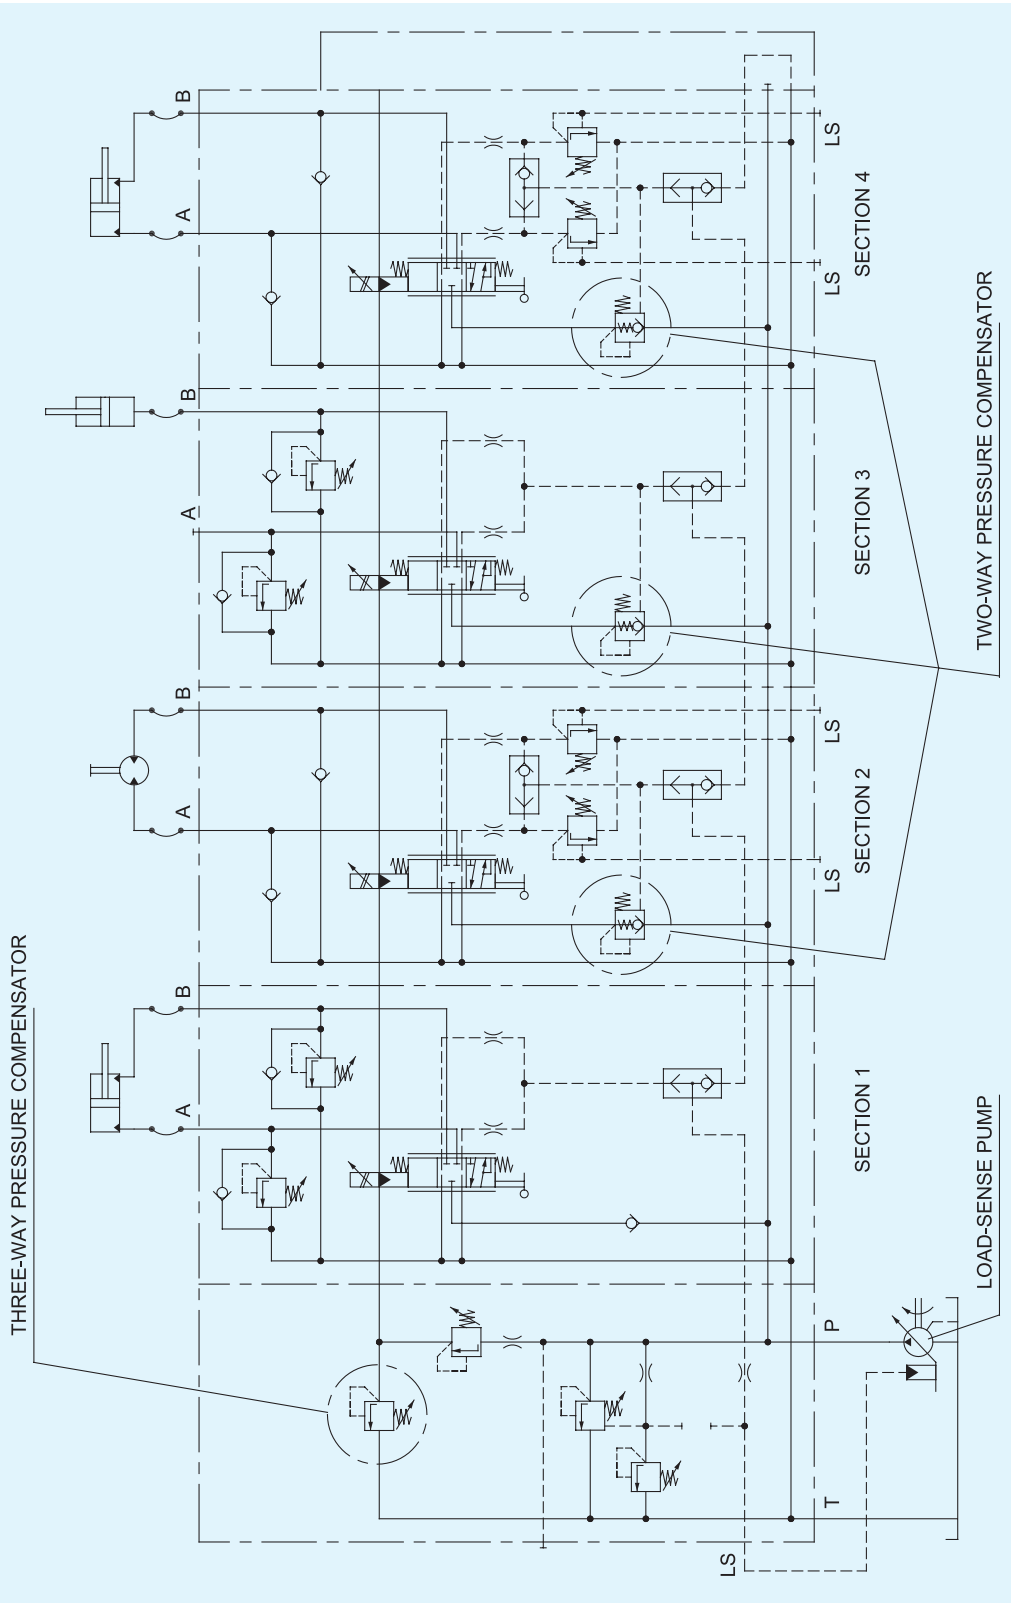 THREE-WAY PRESSURE COMPENSATOR
A
B
SECTION 1
A
B
SECTION 2
LS
LS
A
B
SECTION 3
A
B
SECTION 4
LS
LS
TWO-WAY PRESSURE COMPENSATOR
LS
T
P
LOAD-SENSE PUMP